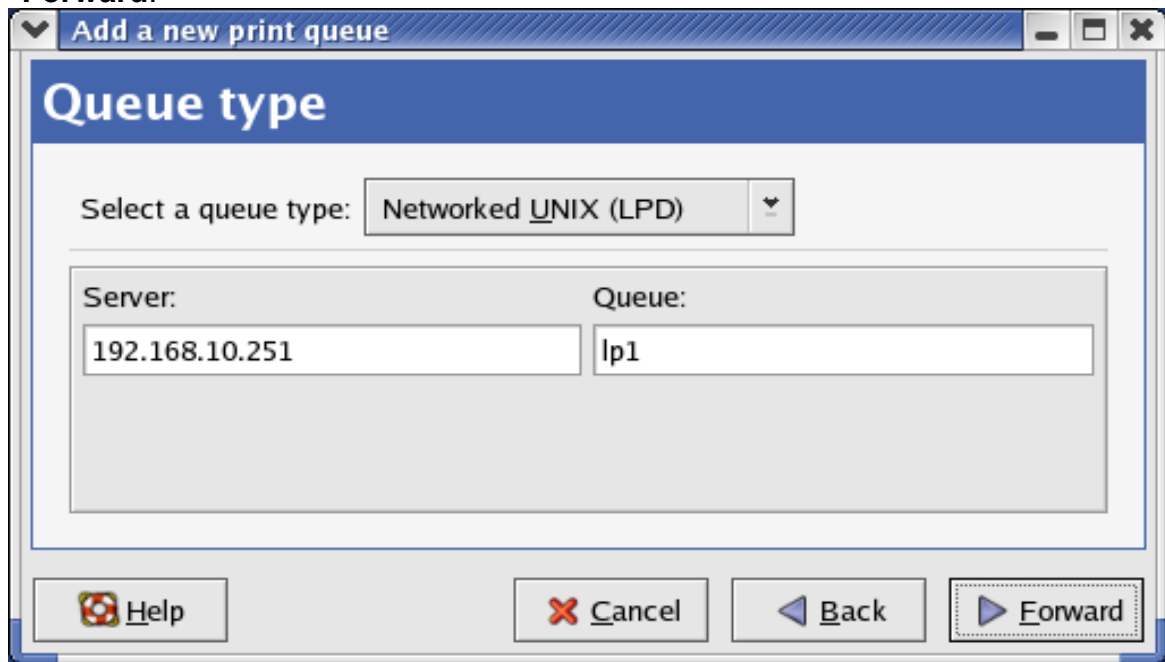 Forward.
Add a new print queue
Queue type
Select a queue type: Networked UNIX (LPD)
Server: Queue:
192.168.10.251 lp1
Help Cancel Back Forward